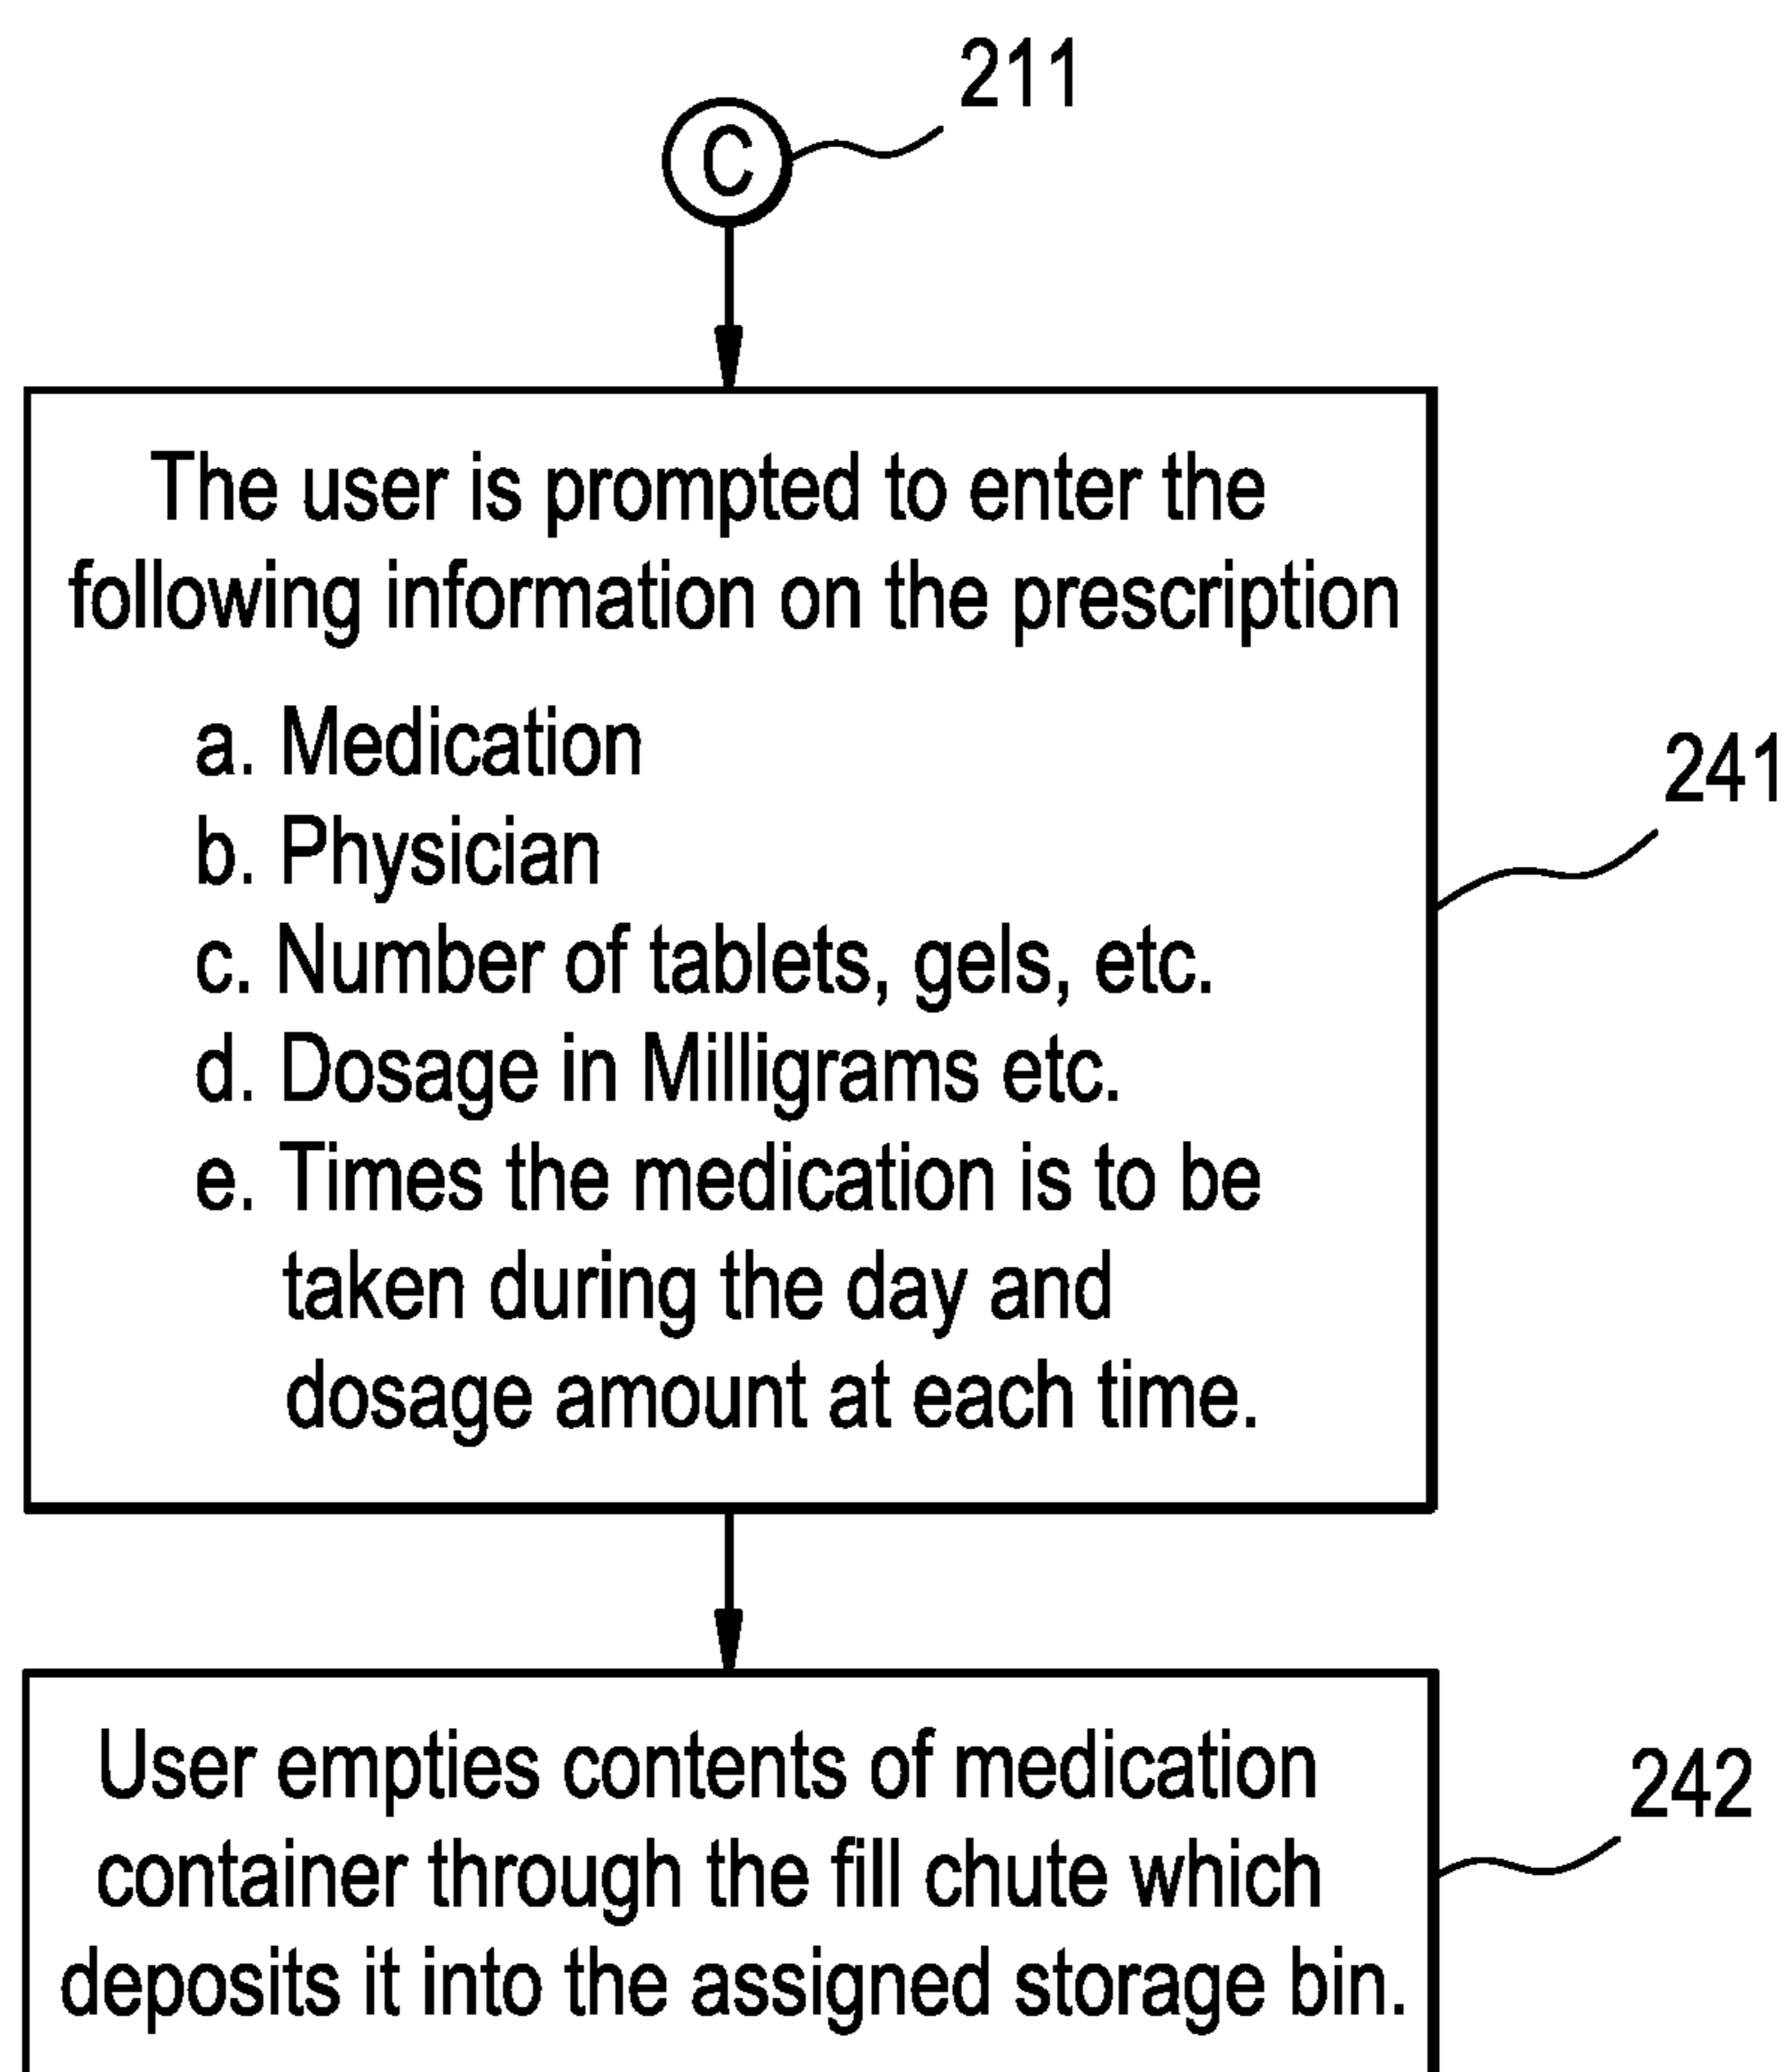 211
C
The user is prompted to enter the
following information on the prescription
a. Medication
b. Physician
c. Number of tablets, gels, etc.
d. Dosage in Milligrams etc.
e. Times the medication is to be
taken during the day and
dosage amount at each time.
241
User empties contents of medication
container through the fill chute which
deposits it into the assigned storage bin.
242